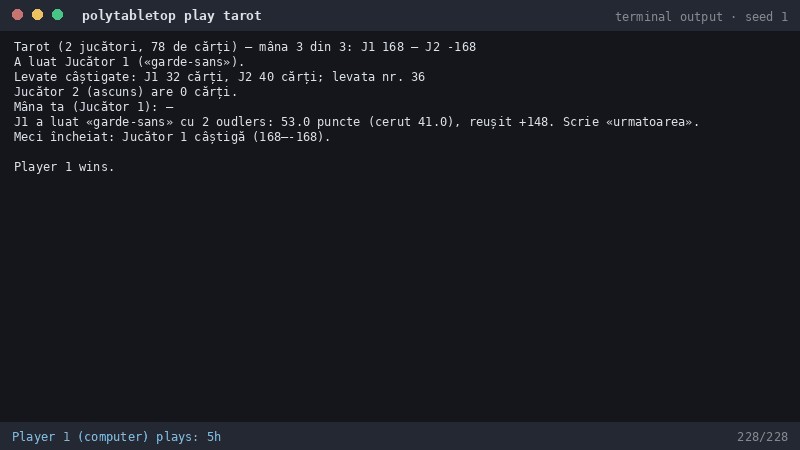 polytabletop play tarot
terminal output · seed 1
Tarot (2 jucători, 78 de cărți) — mâna 3 din 3: J1 168 — J2 -168
A luat Jucător 1 («garde-sans»).
Levate câștigate: J1 32 cărți, J2 40 cărți; levata nr. 36
Jucător 2 (ascuns) are 0 cărți.
Mâna ta (Jucător 1): —
J1 a luat «garde-sans» cu 2 oudlers: 53.0 puncte (cerut 41.0), reușit +148. Scrie «urmatoarea».
Meci încheiat: Jucător 1 câștigă (168–-168).
Player 1 wins.
Player 1 (computer) plays: 5h
228/228